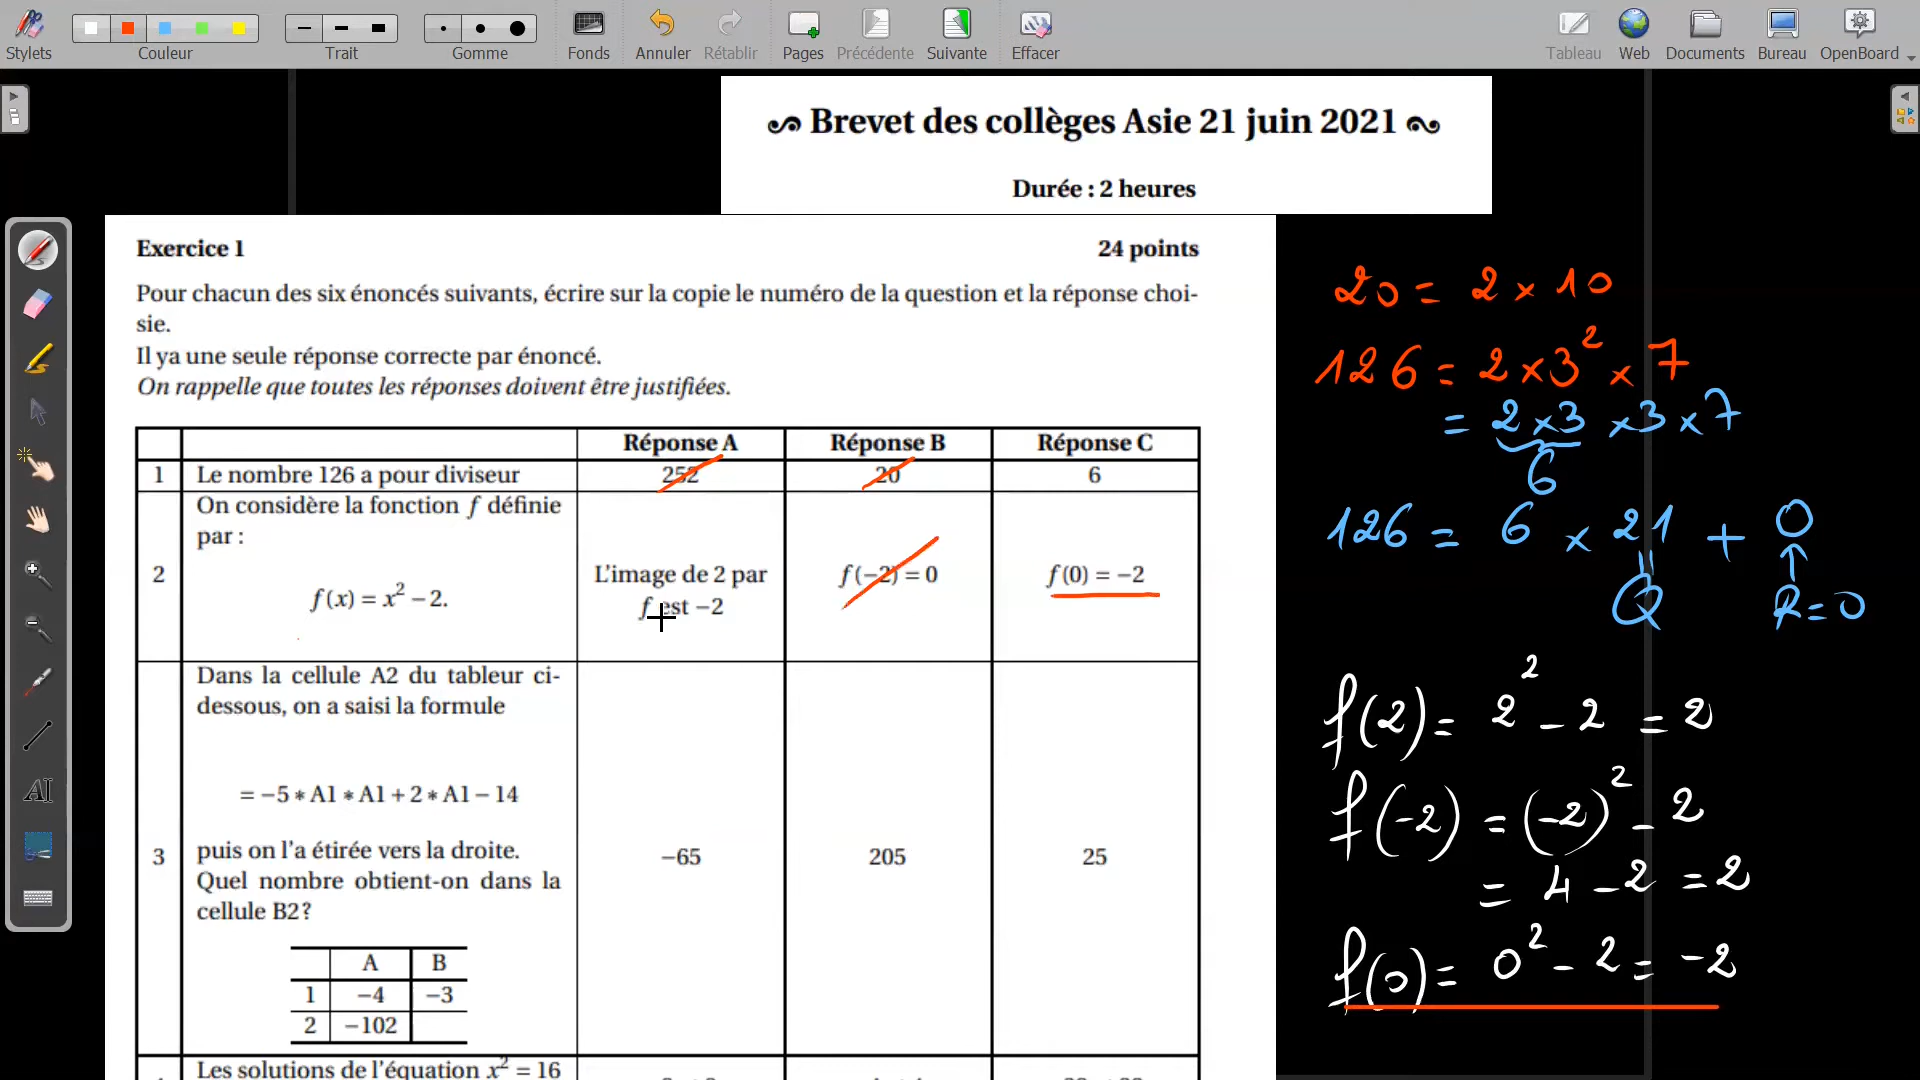 Stylets Couleur Trait Gomme Fonds Annuler Rétablir Pages Précédente Suivante Effacer Tableau Web Documents Bureau OpenBoard
Brevet des collèges Asie 21 juin 2021
Durée : 2 heures
Exercice 1 24 points
Pour chacun des six énoncés suivants, écrire sur la copie le numéro de la question et la réponse choi-
sie.
Il ya une seule réponse correcte par énoncé.
On rappelle que toutes les réponses doivent être justifiées.
Réponse A Réponse B Réponse C
1 Le nombre 126 a pour diviseur 252 20 6
On considère la fonction f définie
par :
2
f(x) = x² − 2.
L'image de 2 par
f est −2
f(−2) = 0
f(0) = −2
Dans la cellule A2 du tableur ci-
dessous, on a saisi la formule
= −5 ∗ A1 ∗ A1 + 2 ∗ A1 − 14
puis on l'a étirée vers la droite.
3
Quel nombre obtient-on dans la
cellule B2?
−65 205 25
A B
1 −4 −3
2 −102
Les solutions de l'équation x² = 16
20 = 2 × 10
126 = 2 × 3² × 7
= 2 × 3 × 3 × 7
6
126 = 6 × 21 + 0
Q R = 0
f(2) = 2² − 2 = 2
f(-2) = (-2)² − 2
= 4 − 2 = 2
f(0) = 0² − 2 = -2
AI